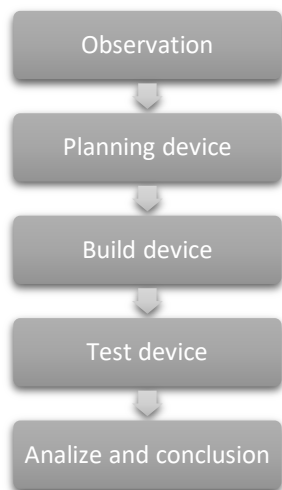 Observation
Planning device
Build device
Test device
Analize and conclusion